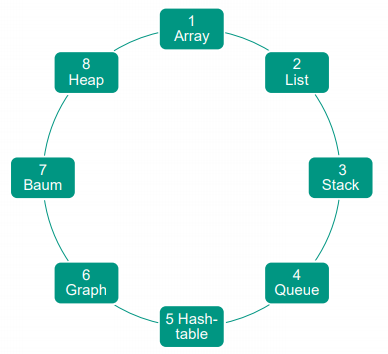 1
Array
2
List
3
Stack
4
Queue
5 Hash-
table
6
Graph
7
Baum
8
Heap